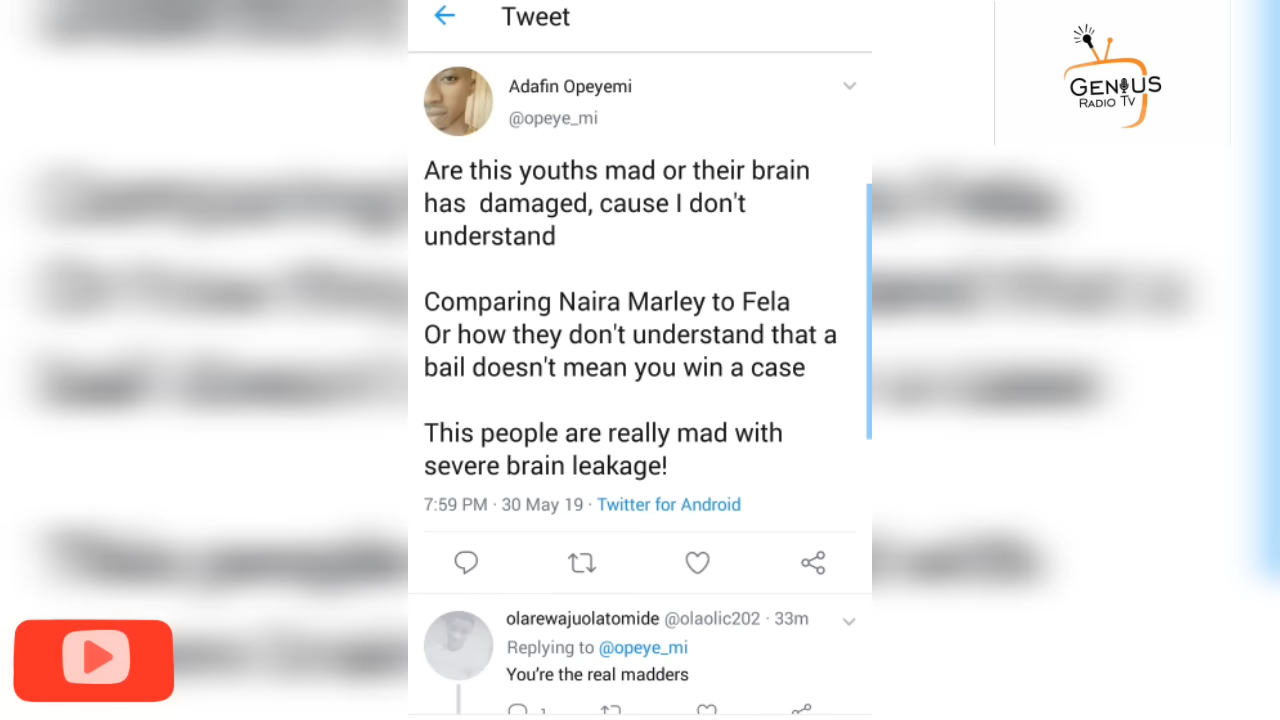 Tweet
GENIUS
RADIO TV
Adafin Opeyemi
@opeye_mi
Are this youths mad or their brain
has  damaged, cause I don't
understand
Comparing Naira Marley to Fela
Or how they don't understand that a
bail doesn't mean you win a case
This people are really mad with
severe brain leakage!
7:59 PM · 30 May 19 · Twitter for Android
olarewajuolatomide @olaolic202 · 33m
Replying to @opeye_mi
You're the real madders
1